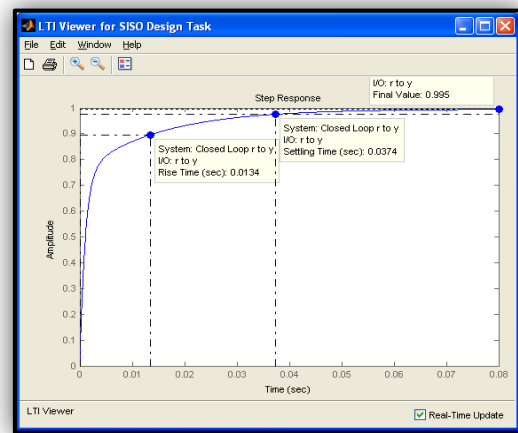 LTI Viewer for SISO Design Task
File Edit Window Help
Step Response
I/O: r to y
Final Value: 0.995
System: Closed Loop r to y
I/O: r to y
Settling Time (sec): 0.0374
System: Closed Loop r to y,
I/O: r to y
Rise Time (sec): 0.0134
Amplitude
1
0.9
0.8
0.7
0.6
0.5
0.4
0.3
0.2
0.1
0
0 0.01 0.02 0.03 0.04 0.05 0.06 0.07 0.08
Time (sec)
LTI Viewer
Real-Time Update